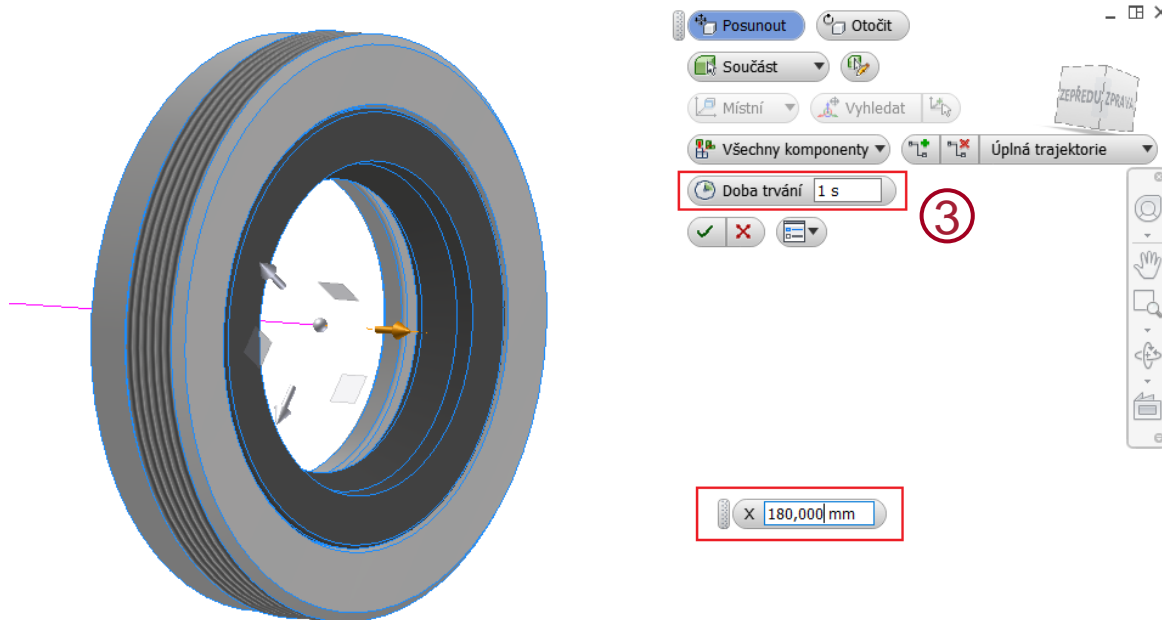 Posunout Otočit
Součást
ZEPŘEDU ZPRAVA
Místní Vyhledat
Všechny komponenty Úplná trajektorie
Doba trvání 1 s
3
X 180,000 mm